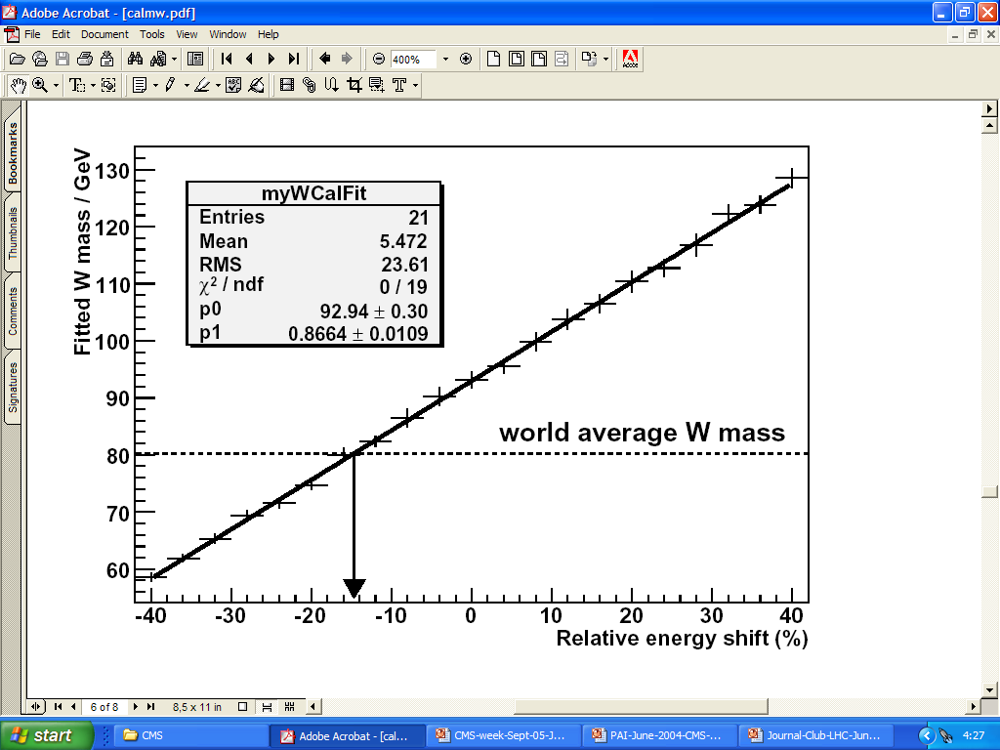 Adobe Acrobat - [calmw.pdf]
File Edit Document Tools View Window Help
400%
Bookmarks
Thumbnails
Comments
Signatures
Fitted W mass / GeV
130
120
110
100
90
80
70
60
myWCalFit
Entries 21
Mean 5.472
RMS 23.61
χ² / ndf 0 / 19
p0 92.94 ± 0.30
p1 0.8664 ± 0.0109
world average W mass
-40 -30 -20 -10 0 10 20 30 40
Relative energy shift (%)
6 of 8 8,5 x 11 in
start CMS Adobe Acrobat - [cal... CMS-week-Sept-05-J... PAI-June-2004-CMS-... Journal-Club-LHC-Jun... 4:27